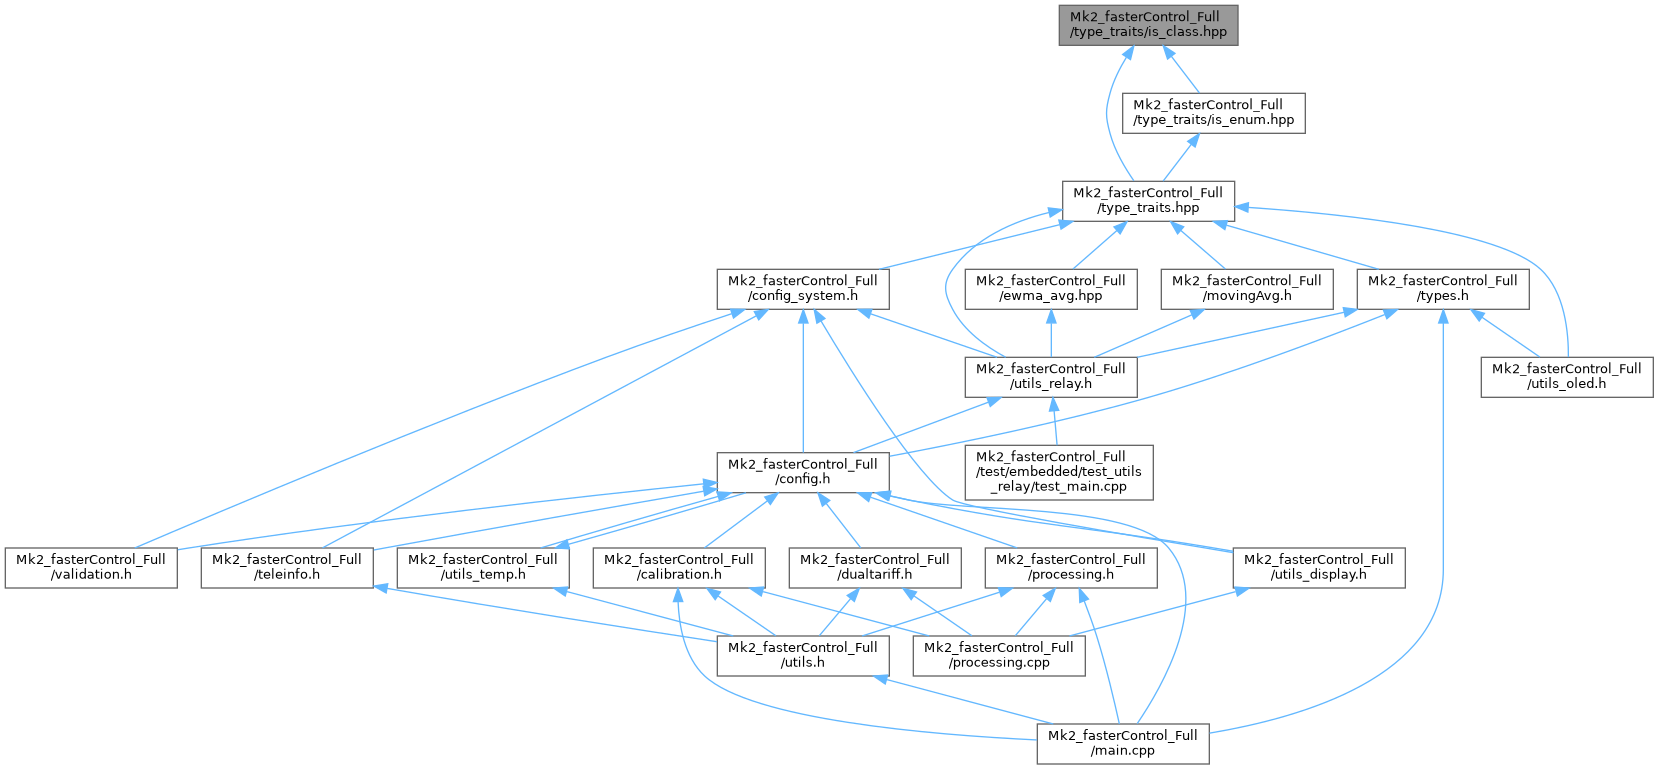 Mk2_fasterControl_Full
/type_traits/is_class.hpp
Mk2_fasterControl_Full
/type_traits/is_enum.hpp
Mk2_fasterControl_Full
/type_traits.hpp
Mk2_fasterControl_Full
/config_system.h
Mk2_fasterControl_Full
/ewma_avg.hpp
Mk2_fasterControl_Full
/movingAvg.h
Mk2_fasterControl_Full
/types.h
Mk2_fasterControl_Full
/utils_relay.h
Mk2_fasterControl_Full
/utils_oled.h
Mk2_fasterControl_Full
/config.h
Mk2_fasterControl_Full
/test/embedded/test_utils
_relay/test_main.cpp
Mk2_fasterControl_Full
/validation.h
Mk2_fasterControl_Full
/teleinfo.h
Mk2_fasterControl_Full
/utils_temp.h
Mk2_fasterControl_Full
/calibration.h
Mk2_fasterControl_Full
/dualtariff.h
Mk2_fasterControl_Full
/processing.h
Mk2_fasterControl_Full
/utils_display.h
Mk2_fasterControl_Full
/utils.h
Mk2_fasterControl_Full
/processing.cpp
Mk2_fasterControl_Full
/main.cpp